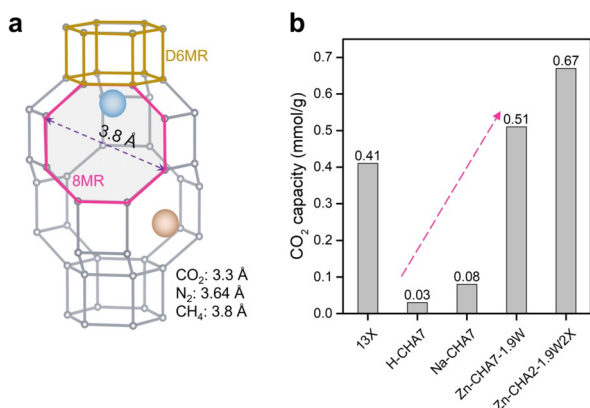 a
D6MR
3.8 Å
8MR
CO₂: 3.3 Å
N₂: 3.64 Å
CH₄: 3.8 Å
b
CO₂ capacity (mmol/g)
0.7
0.6
0.5
0.4
0.3
0.2
0.1
0.0
0.41
0.03
0.08
0.51
0.67
13X
H-CHA7
Na-CHA7
Zn-CHA7-1.9W
Zn-CHA2-1.9W2X